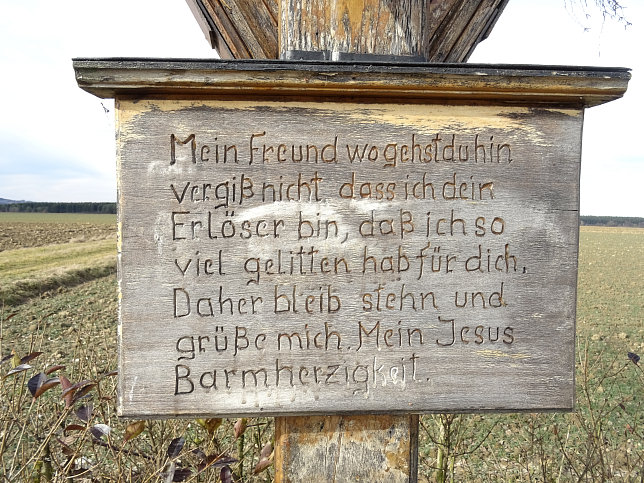 Mein Freund wo gehst du hin
vergiß nicht dass ich dein
Erlöser bin, daß ich so
viel gelitten hab für dich.
Daher bleib stehn und
grüße mich. Mein Jesus
Barmherzigkeit.